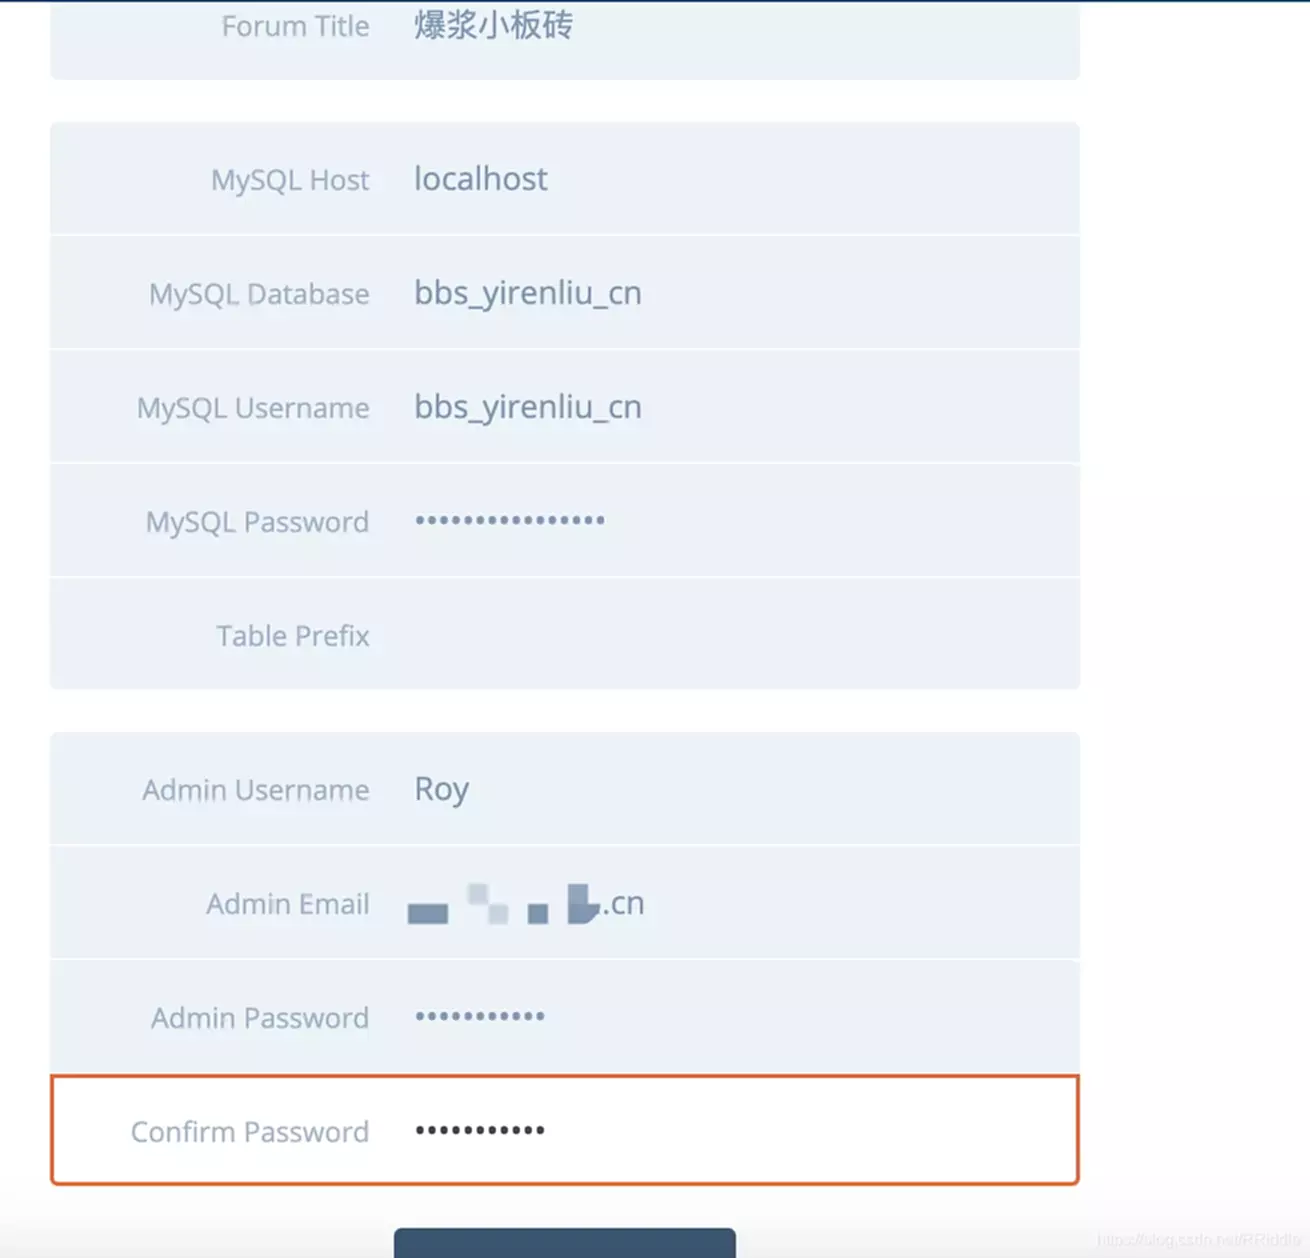 Forum Title 爆浆小板砖
MySQL Host localhost
MySQL Database bbs_yirenliu_cn
MySQL Username bbs_yirenliu_cn
MySQL Password ••••••••••••••••
Table Prefix
Admin Username Roy
Admin Email .cn
Admin Password •••••••••••
Confirm Password •••••••••••
https://blog.csdn.net/RRiddle